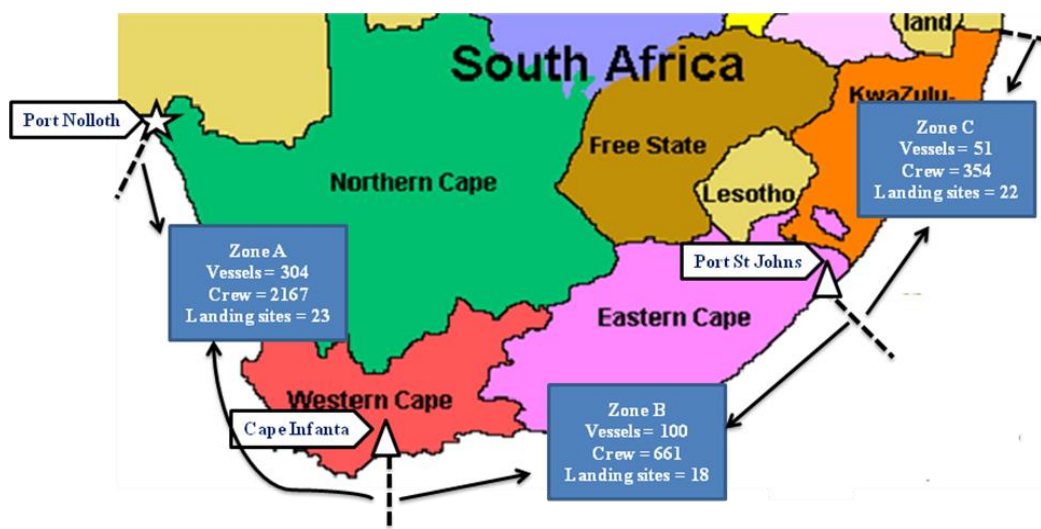 land
South Africa
KwaZulu-
Port Nolloth
Free State
Zone C
Vessels = 51
Crew = 354
Landing sites = 22
Northern Cape
Lesotho
Zone A
Vessels = 304
Crew = 2167
Landing sites = 23
Port St Johns
Eastern Cape
Western Cape
Cape Infanta
Zone B
Vessels = 100
Crew = 661
Landing sites = 18